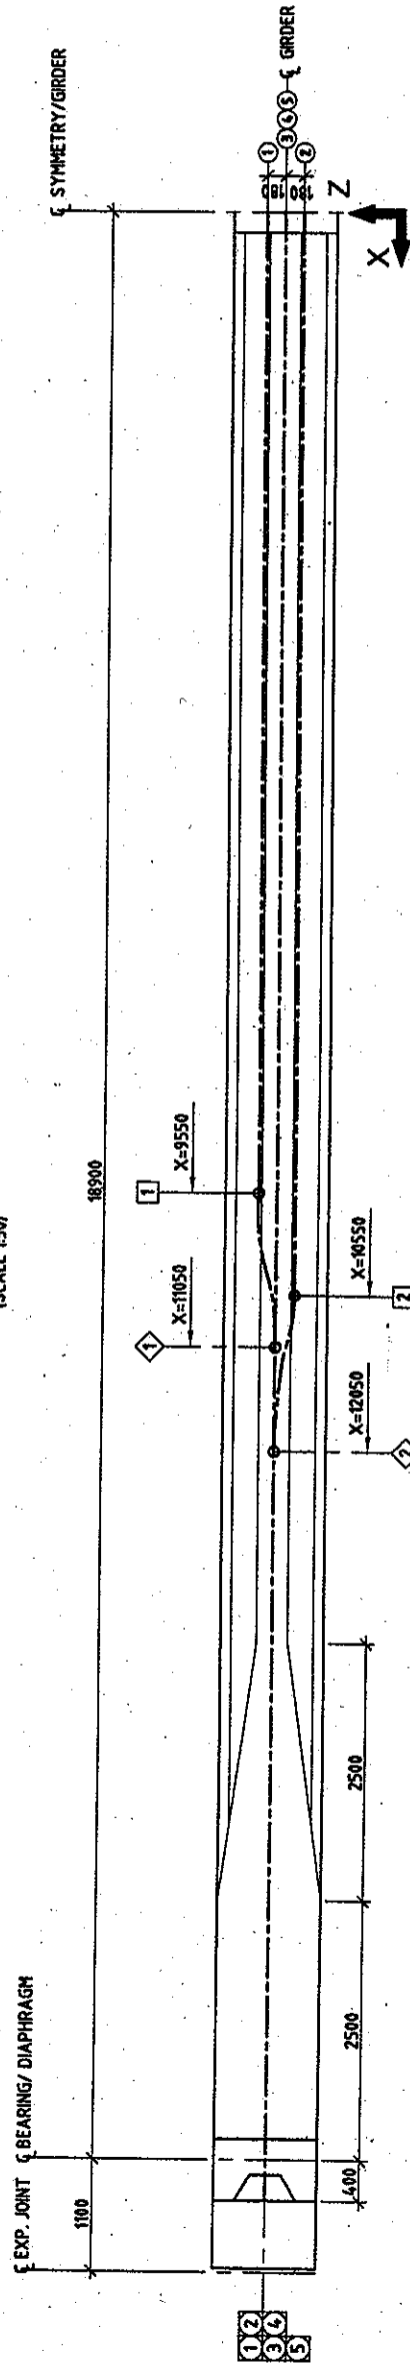 (SCALE 1:50)
℄ EXP. JOINT
℄ BEARING/ DIAPHRAGM
℄ SYMMETRY/GIRDER
1100
18900
1
X=9550
1
X=11050
1
3 4 5
℄ GIRDER
2
180
Z
X
1 2
3 4
5
X=12050
2
X=10550
2
400
2500
2500